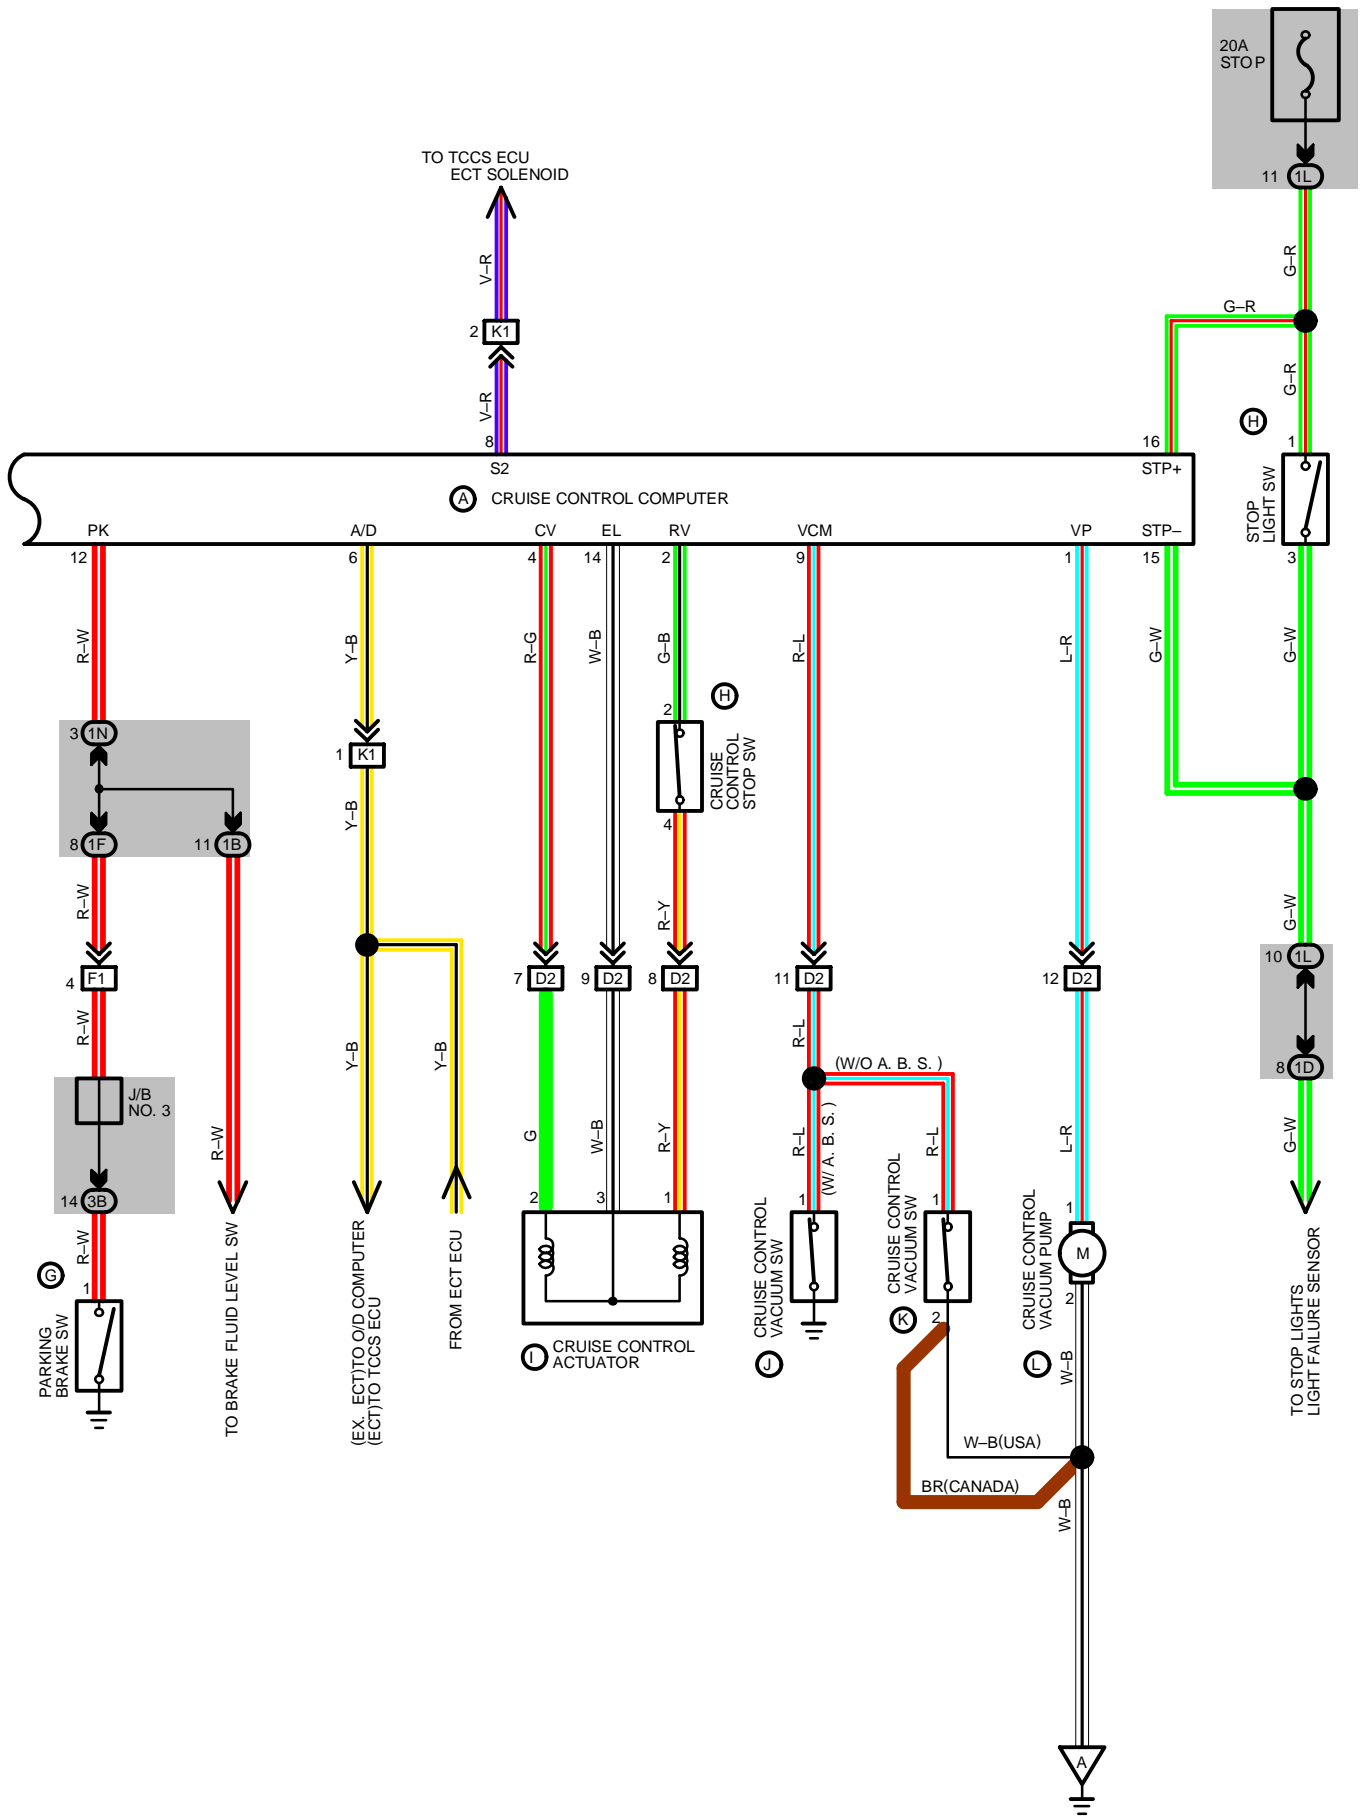 20A
STOP
TO TCCS ECU
ECT SOLENOID
11 1L
V–R
G–R
G–R
2 K1
V–R
G–R
H
8
16
1
S2
STP+
A CRUISE CONTROL COMPUTER
STOP
LIGHT SW
PK
A/D
CV
EL
RV
VCM
VP
STP–
12
6
4
14
2
9
1
15
3
R–W
Y–B
R–G
W–B
G–B
R–L
L–R
G–W
G–W
H
2
3 1N
1 K1
CRUISE
CONTROL
STOP SW
Y–B
4
8 1F
11 1B
R–W
R–Y
G–W
10 1L
4 F1
7 D2
9 D2
8 D2
11 D2
12 D2
R–W
Y–B
Y–B
R–L
(W/O A. B. S. )
8 1D
J/B
NO. 3
R–W
G
W–B
R–Y
R–L
(W/ A. B. S. )
R–L
L–R
G–W
14 3B
2
3
1
1
1
1
R–W
G
1
PARKING
BRAKE SW
TO BRAKE FLUID LEVEL SW
(EX. ECT)TO O/D COMPUTER
(ECT)TO TCCS ECU
FROM ECT ECU
I CRUISE CONTROL
ACTUATOR
CRUISE CONTROL
VACUUM SW
J
CRUISE CONTROL
VACUUM SW
K
2
CRUISE CONTROL
VACUUM PUMP
L
M
2
W–B
TO STOP LIGHTS
LIGHT FAILURE SENSOR
W–B(USA)
BR(CANADA)
W–B
A